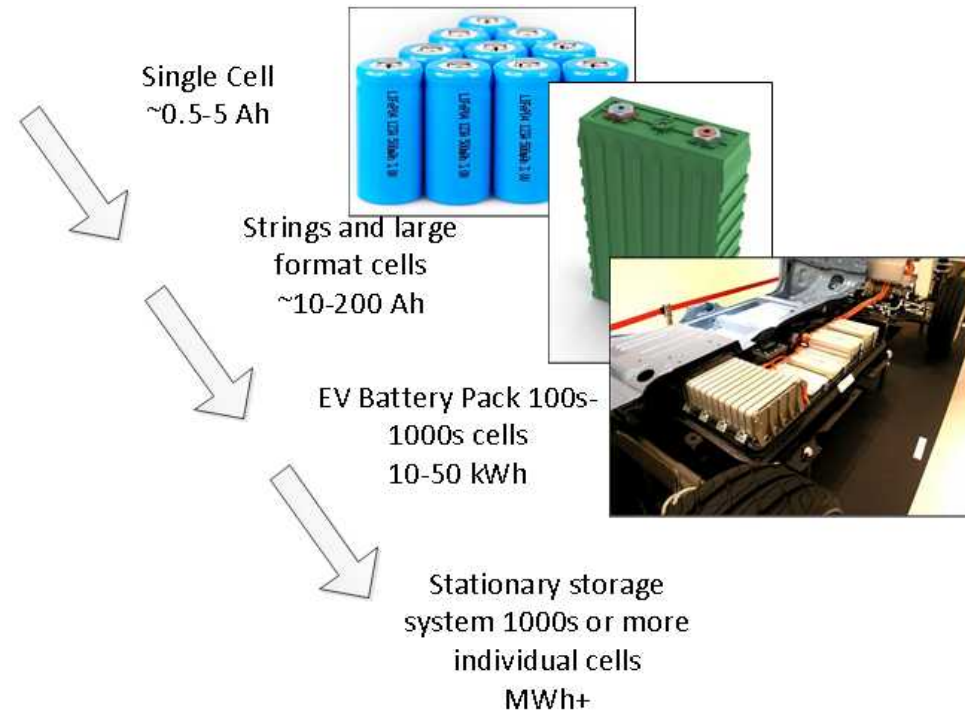 Single Cell
~0.5-5 Ah
Strings and large
format cells
~10-200 Ah
EV Battery Pack 100s-
1000s cells
10-50 kWh
Stationary storage
system 1000s or more
individual cells
MWh+